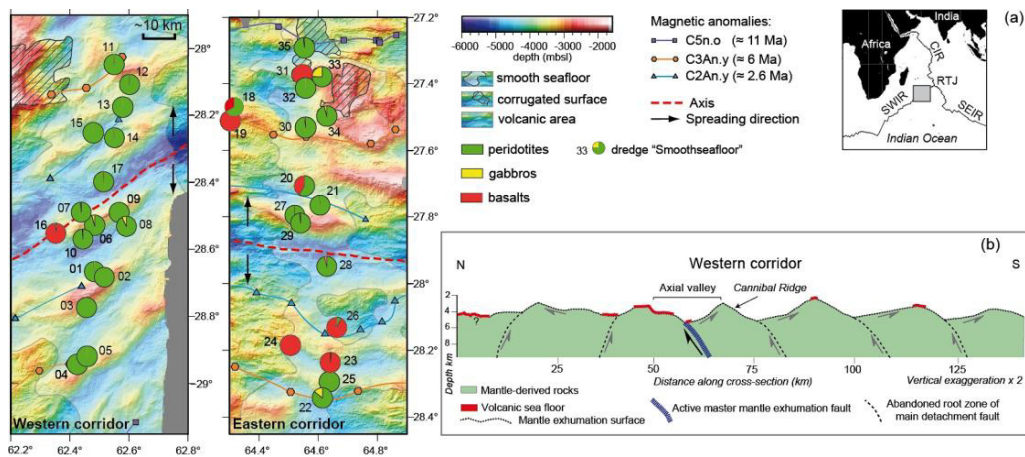 ~10 km
28°
28.2°
28.4°
28.6°
28.8°
29°
11
12
13
15
14
17
07
09
16
06
08
10
01
02
03
05
04
Western corridor
62.2°
62.4°
62.6°
62.8°
27.2°
27.4°
27.6°
27.8°
28°
28.2°
28.4°
35
31
33
32
18
19
30
34
20
21
27
29
28
26
24
23
25
22
Eastern corridor
64.4°
64.6°
64.8°
-6000
-5000
-4000
-3000
-2000
depth (mbsl)
smooth seafloor
corrugated surface
volcanic area
peridotites
gabbros
basalts
Magnetic anomalies:
C5n.o (≈ 11 Ma)
C3An.y (≈ 6 Ma)
C2An.y (≈ 2.6 Ma)
Axis
Spreading direction
33 dredge "Smoothseafloor"
(a)
India
Africa
CIR
RTJ
SWIR
SEIR
Indian Ocean
(b)
N
Western corridor
S
Axial valley
Cannibal Ridge
Depth km
2
4
6
8
km
?
25
50
75
100
125
Distance along cross-section (km)
Vertical exaggeration x 2
Mantle-derived rocks
Volcanic sea floor
Mantle exhumation surface
Active master mantle exhumation fault
Abandoned root zone of
main detachment fault